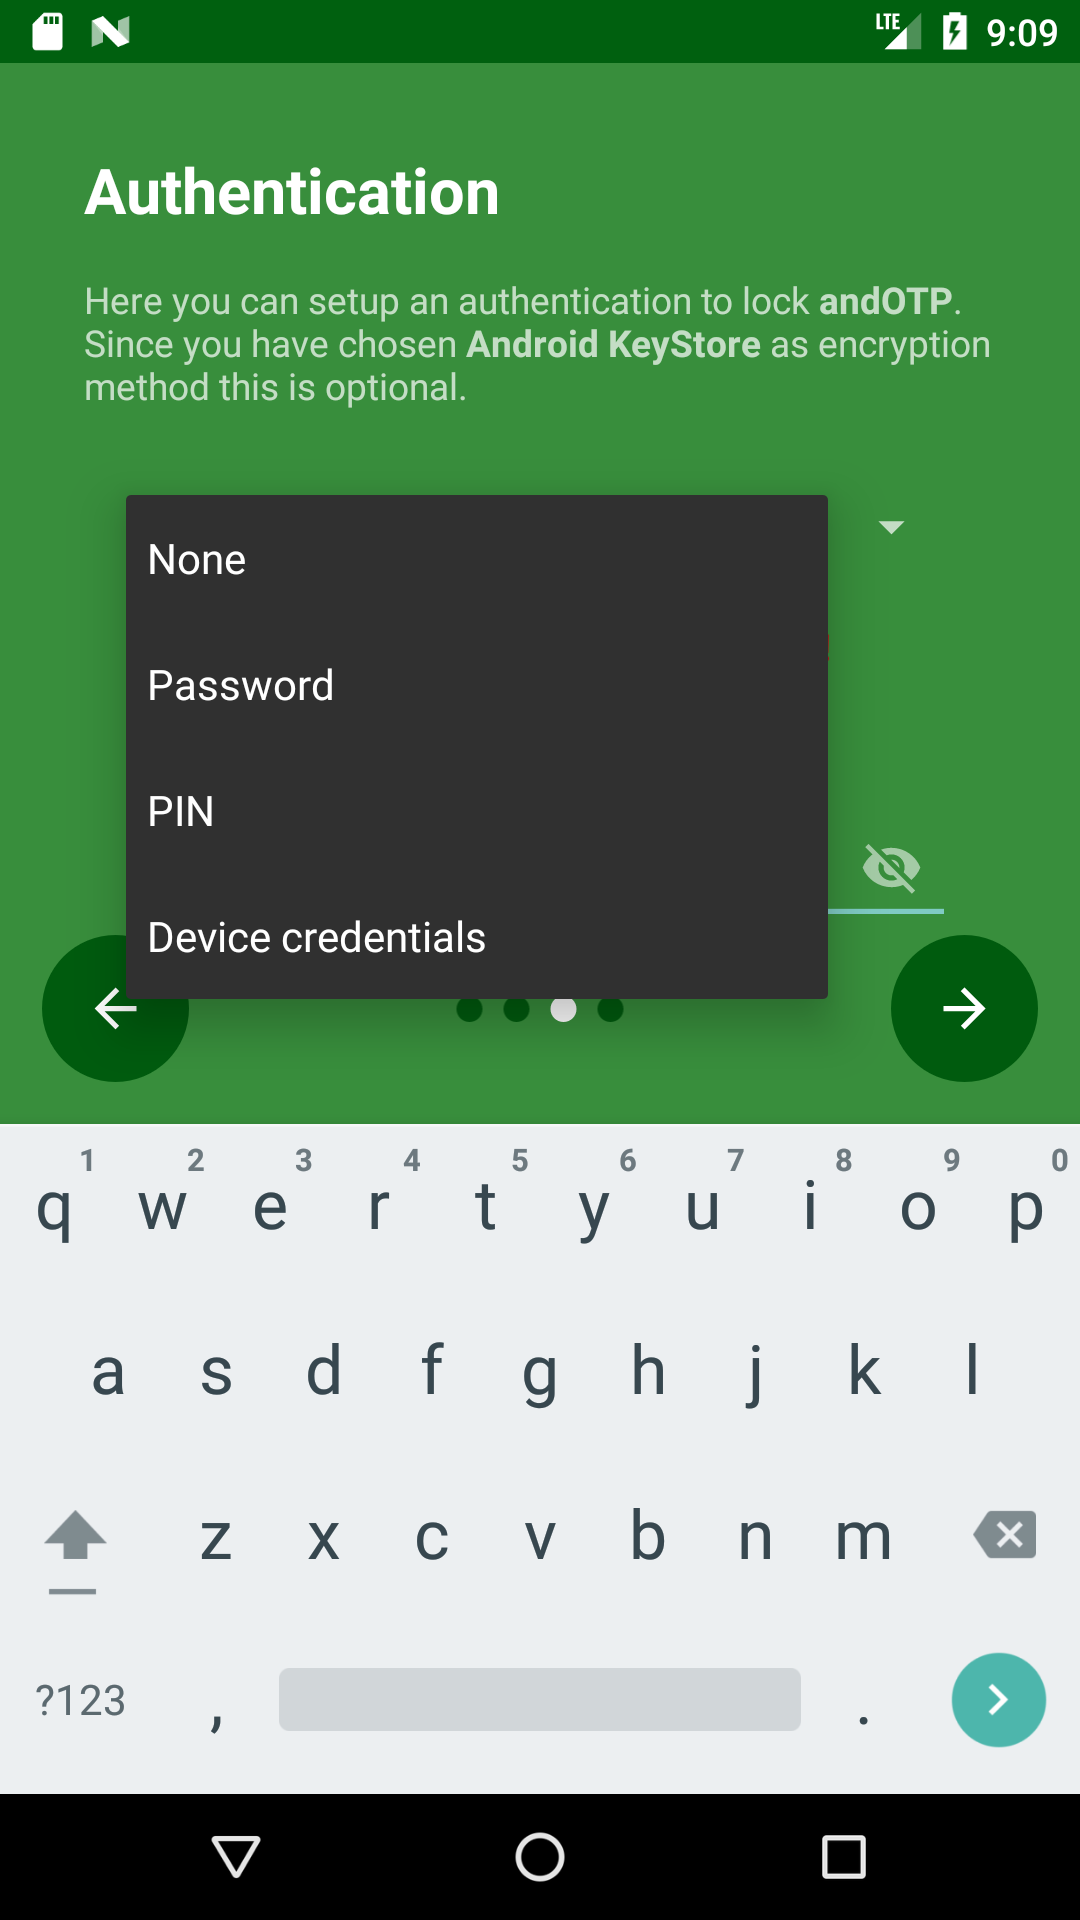 LTE 9:09
Authentication
Here you can setup an authentication to lock andOTP.
Since you have chosen Android KeyStore as encryption
method this is optional.
None
Password
PIN
Device credentials
1 2 3 4 5 6 7 8 9 0
q w e r t y u i o p
a s d f g h j k l
z x c v b n m
?123 , .